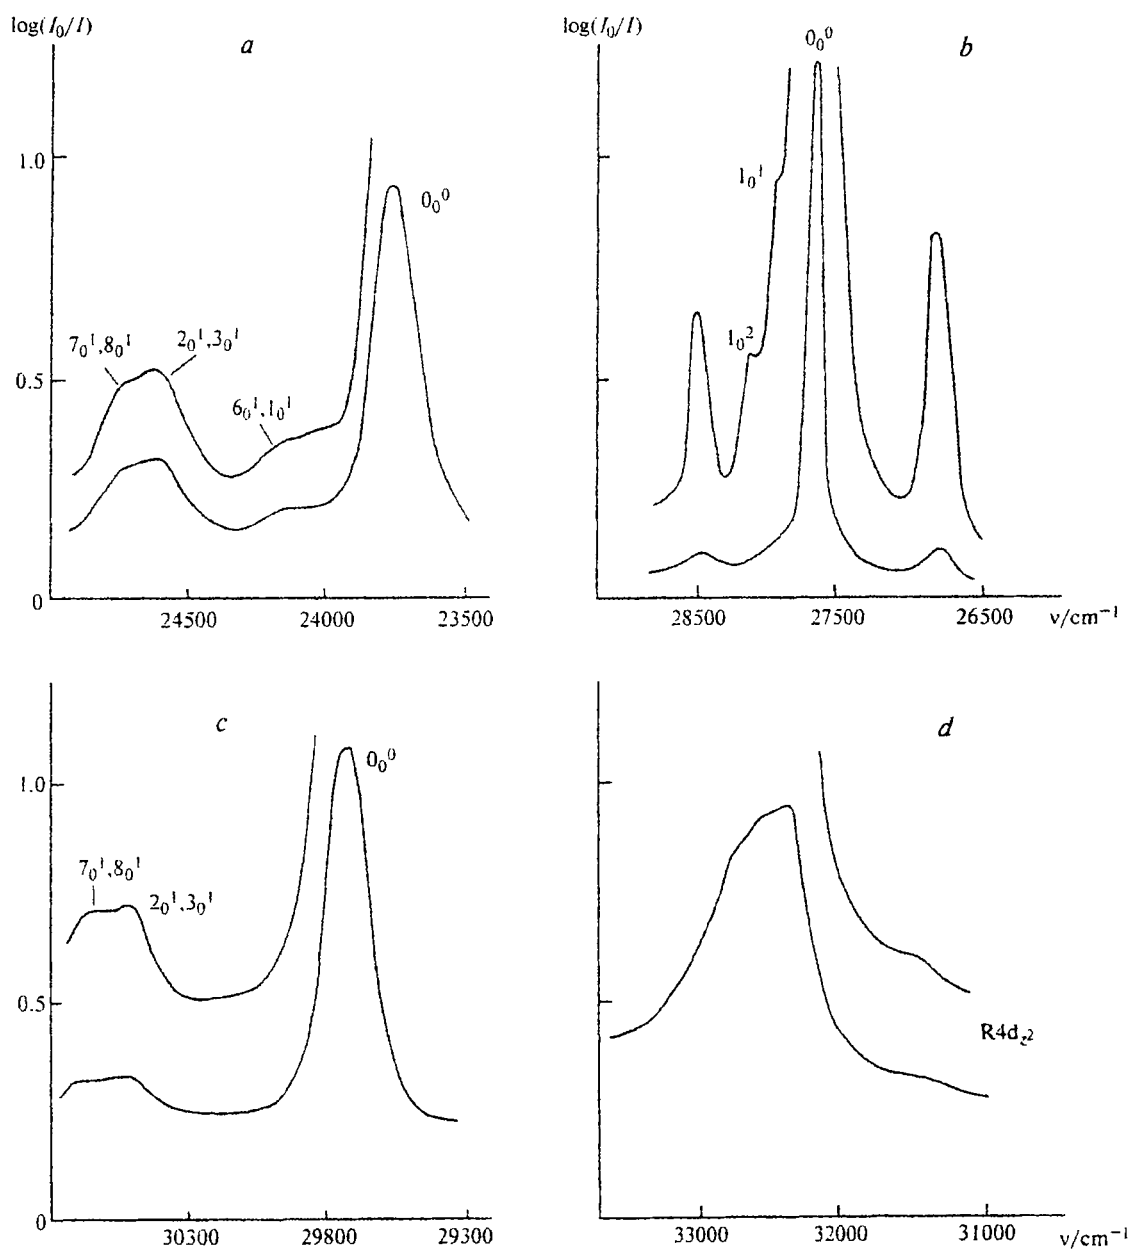 log(I₀/I)
a
1.0
0.5
0
0₀⁰
7₀¹,8₀¹
2₀¹,3₀¹
6₀¹,1₀¹
24500 24000 23500
log(I₀/I)
b
0₀⁰
1₀¹
1₀²
28500 27500 26500 ν/cm⁻¹
c
1.0
0.5
0
0₀⁰
7₀¹,8₀¹
2₀¹,3₀¹
30300 29800 29300
d
R4d_z²
33000 32000 31000 ν/cm⁻¹